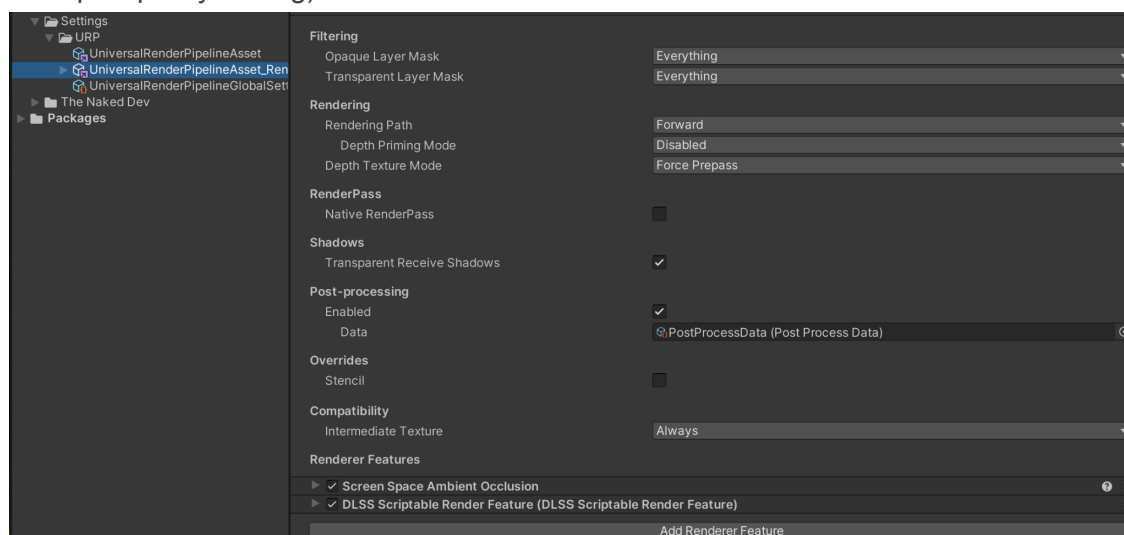 Settings
URP
UniversalRenderPipelineAsset
UniversalRenderPipelineAsset_Ren
UniversalRenderPipelineGlobalSett
The Naked Dev
Packages
Filtering
Opaque Layer Mask Everything
Transparent Layer Mask Everything
Rendering
Rendering Path Forward
Depth Priming Mode Disabled
Depth Texture Mode Force Prepass
RenderPass
Native RenderPass
Shadows
Transparent Receive Shadows
Post-processing
Enabled
Data PostProcessData (Post Process Data)
Overrides
Stencil
Compatibility
Intermediate Texture Always
Renderer Features
Screen Space Ambient Occlusion
DLSS Scriptable Render Feature (DLSS Scriptable Render Feature)
Add Renderer Feature